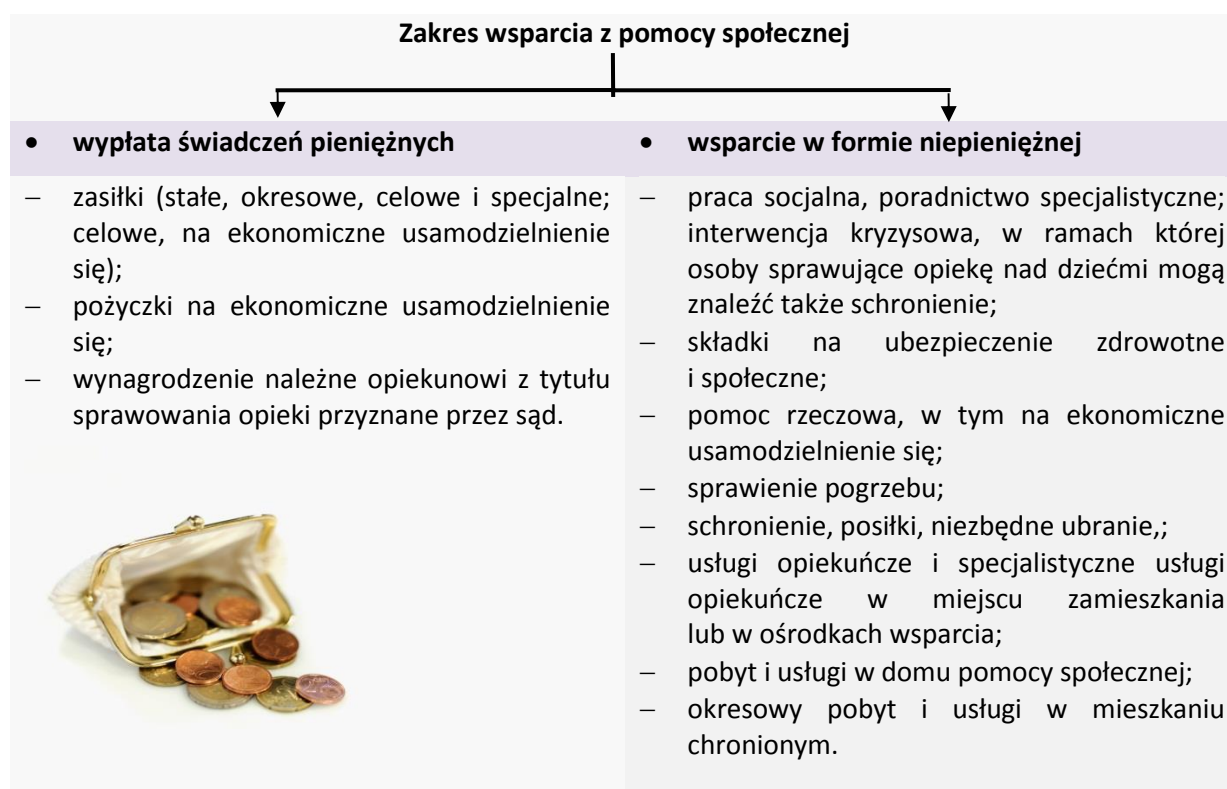 Zakres wsparcia z pomocy społecznej
• wypłata świadczeń pieniężnych
– zasiłki (stałe, okresowe, celowe i specjalne;
celowe, na ekonomiczne usamodzielnienie
się);
– pożyczki na ekonomiczne usamodzielnienie
się;
– wynagrodzenie należne opiekunowi z tytułu
sprawowania opieki przyznane przez sąd.
• wsparcie w formie niepieniężnej
– praca socjalna, poradnictwo specjalistyczne;
interwencja kryzysowa, w ramach której
osoby sprawujące opiekę nad dziećmi mogą
znaleźć także schronienie;
– składki na ubezpieczenie zdrowotne
i społeczne;
– pomoc rzeczowa, w tym na ekonomiczne
usamodzielnienie się;
– sprawienie pogrzebu;
– schronienie, posiłki, niezbędne ubranie,;
– usługi opiekuńcze i specjalistyczne usługi
opiekuńcze w miejscu zamieszkania
lub w ośrodkach wsparcia;
– pobyt i usługi w domu pomocy społecznej;
– okresowy pobyt i usługi w mieszkaniu
chronionym.